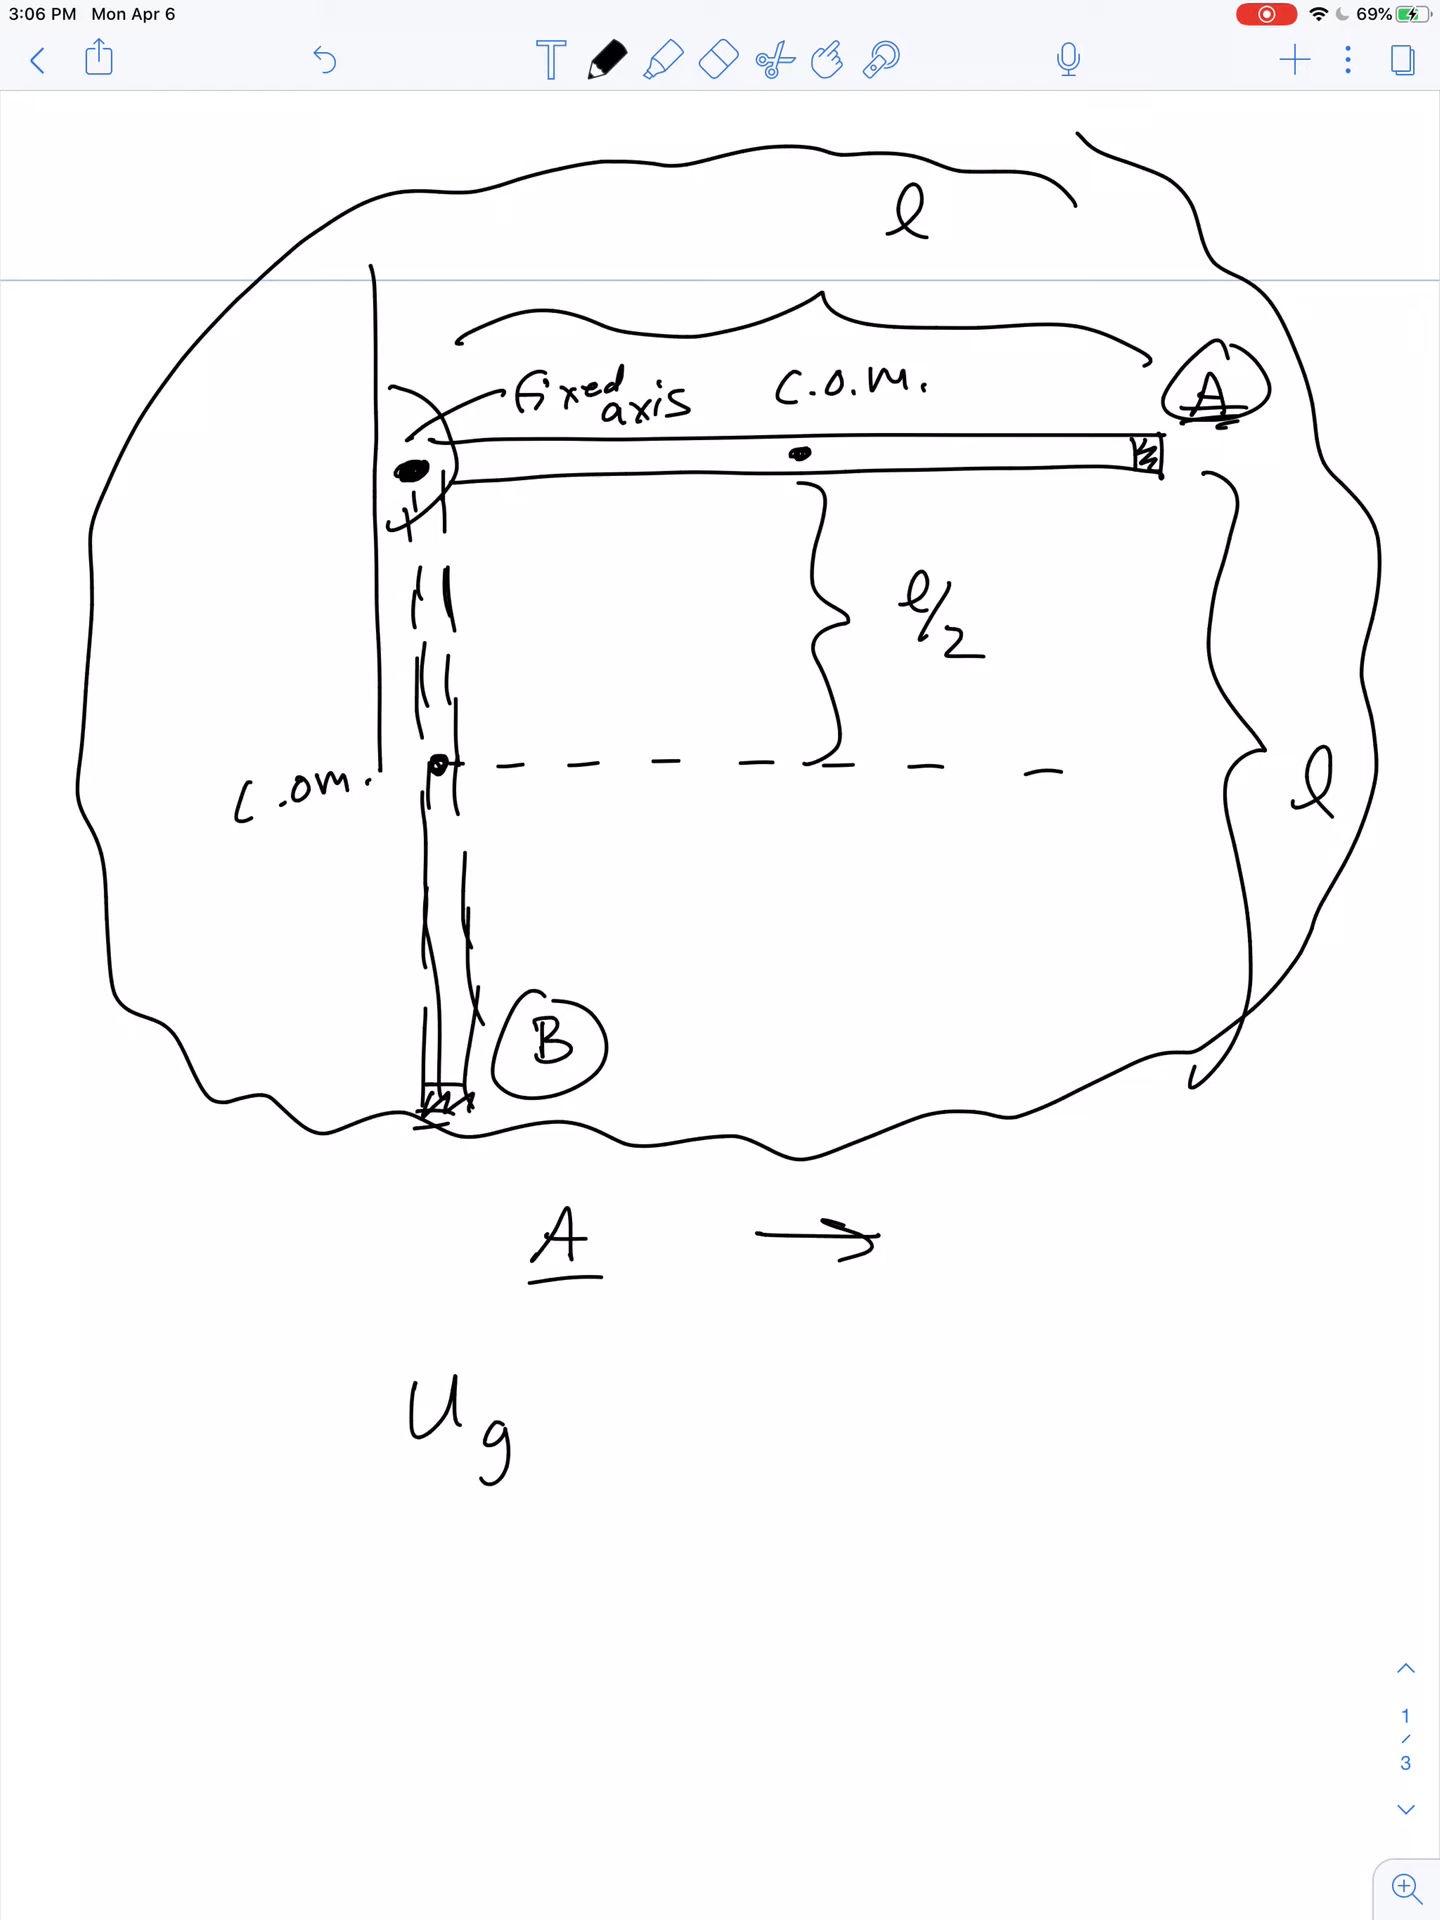 3:06 PM Mon Apr 6 69%
T
l
fixed axis
C.O.M.
A
l/2
C.OM.
l
B
A →
Ug
1
/
3